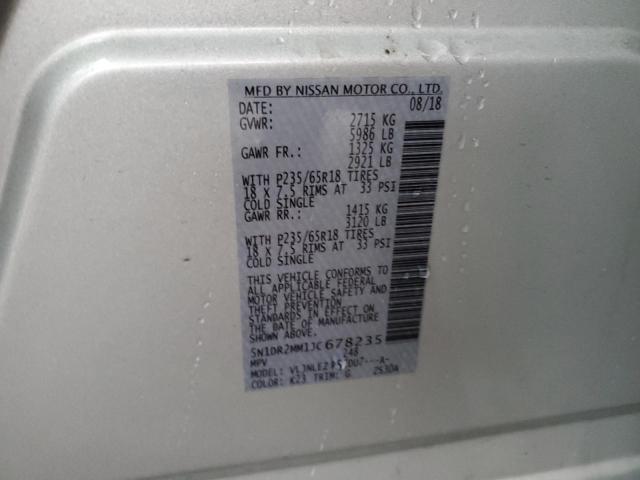 MFD BY NISSAN MOTOR CO., LTD.
DATE: 08/18
GVWR: 2715 KG
5986 LB
GAWR FR.: 1325 KG
2921 LB
WITH P235/65R18 TIRES
18 X 7.5 RIMS AT 33 PSI
COLD SINGLE
GAWR RR.: 1415 KG
3120 LB
WITH P235/65R18 TIRES
18 X 7.5 RIMS AT 33 PSI
COLD SINGLE
THIS VEHICLE CONFORMS TO
ALL APPLICABLE FEDERAL
MOTOR VEHICLE SAFETY AND
THEFT PREVENTION
STANDARDS IN EFFECT ON
THE DATE OF MANUFACTURE
SHOWN ABOVE.
5N1DR2MM1JC678235
MPV 248
MODEL: ---A-
COLOR: K23 TRIM: G 2530A